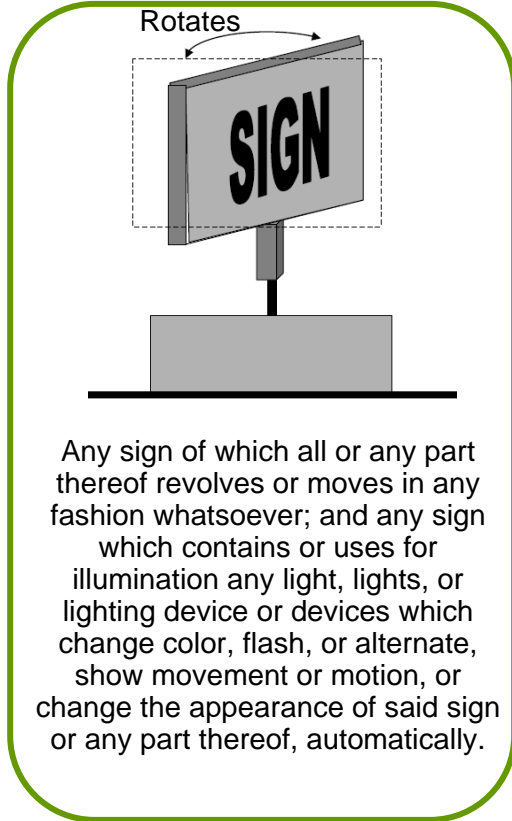 Rotates
SIGN
Any sign of which all or any part
thereof revolves or moves in any
fashion whatsoever; and any sign
which contains or uses for
illumination any light, lights, or
lighting device or devices which
change color, flash, or alternate,
show movement or motion, or
change the appearance of said sign
or any part thereof, automatically.